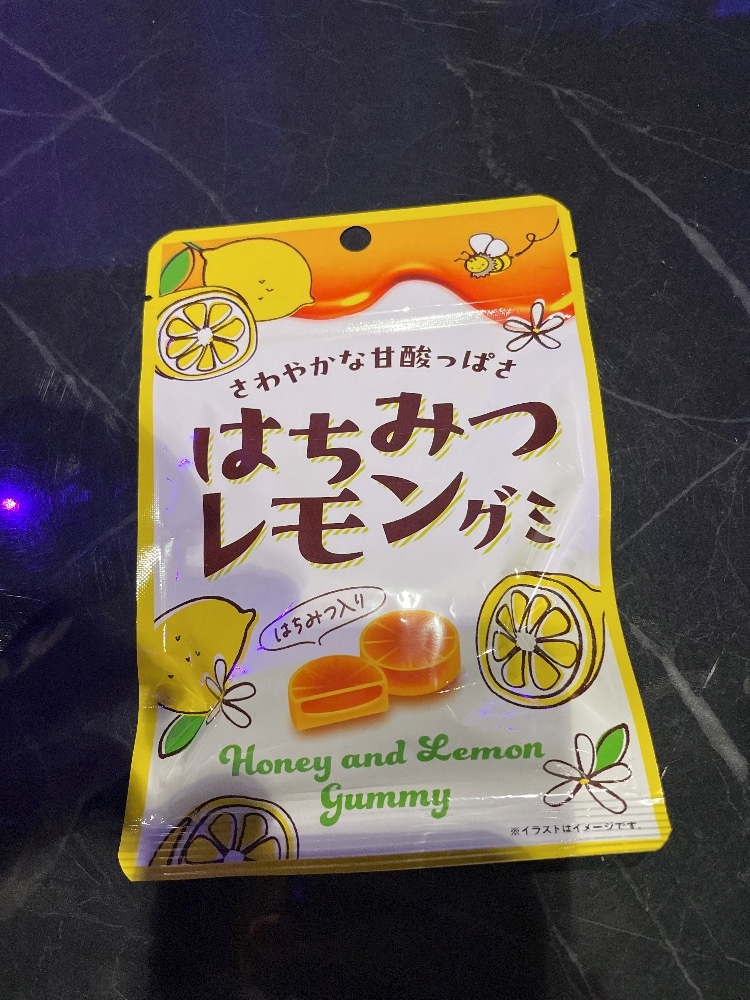 さわやかな甘酸っぱさ
はちみつ
レモングミ
はちみつ入り
Honey and Lemon
Gummy
※イラストはイメージです。